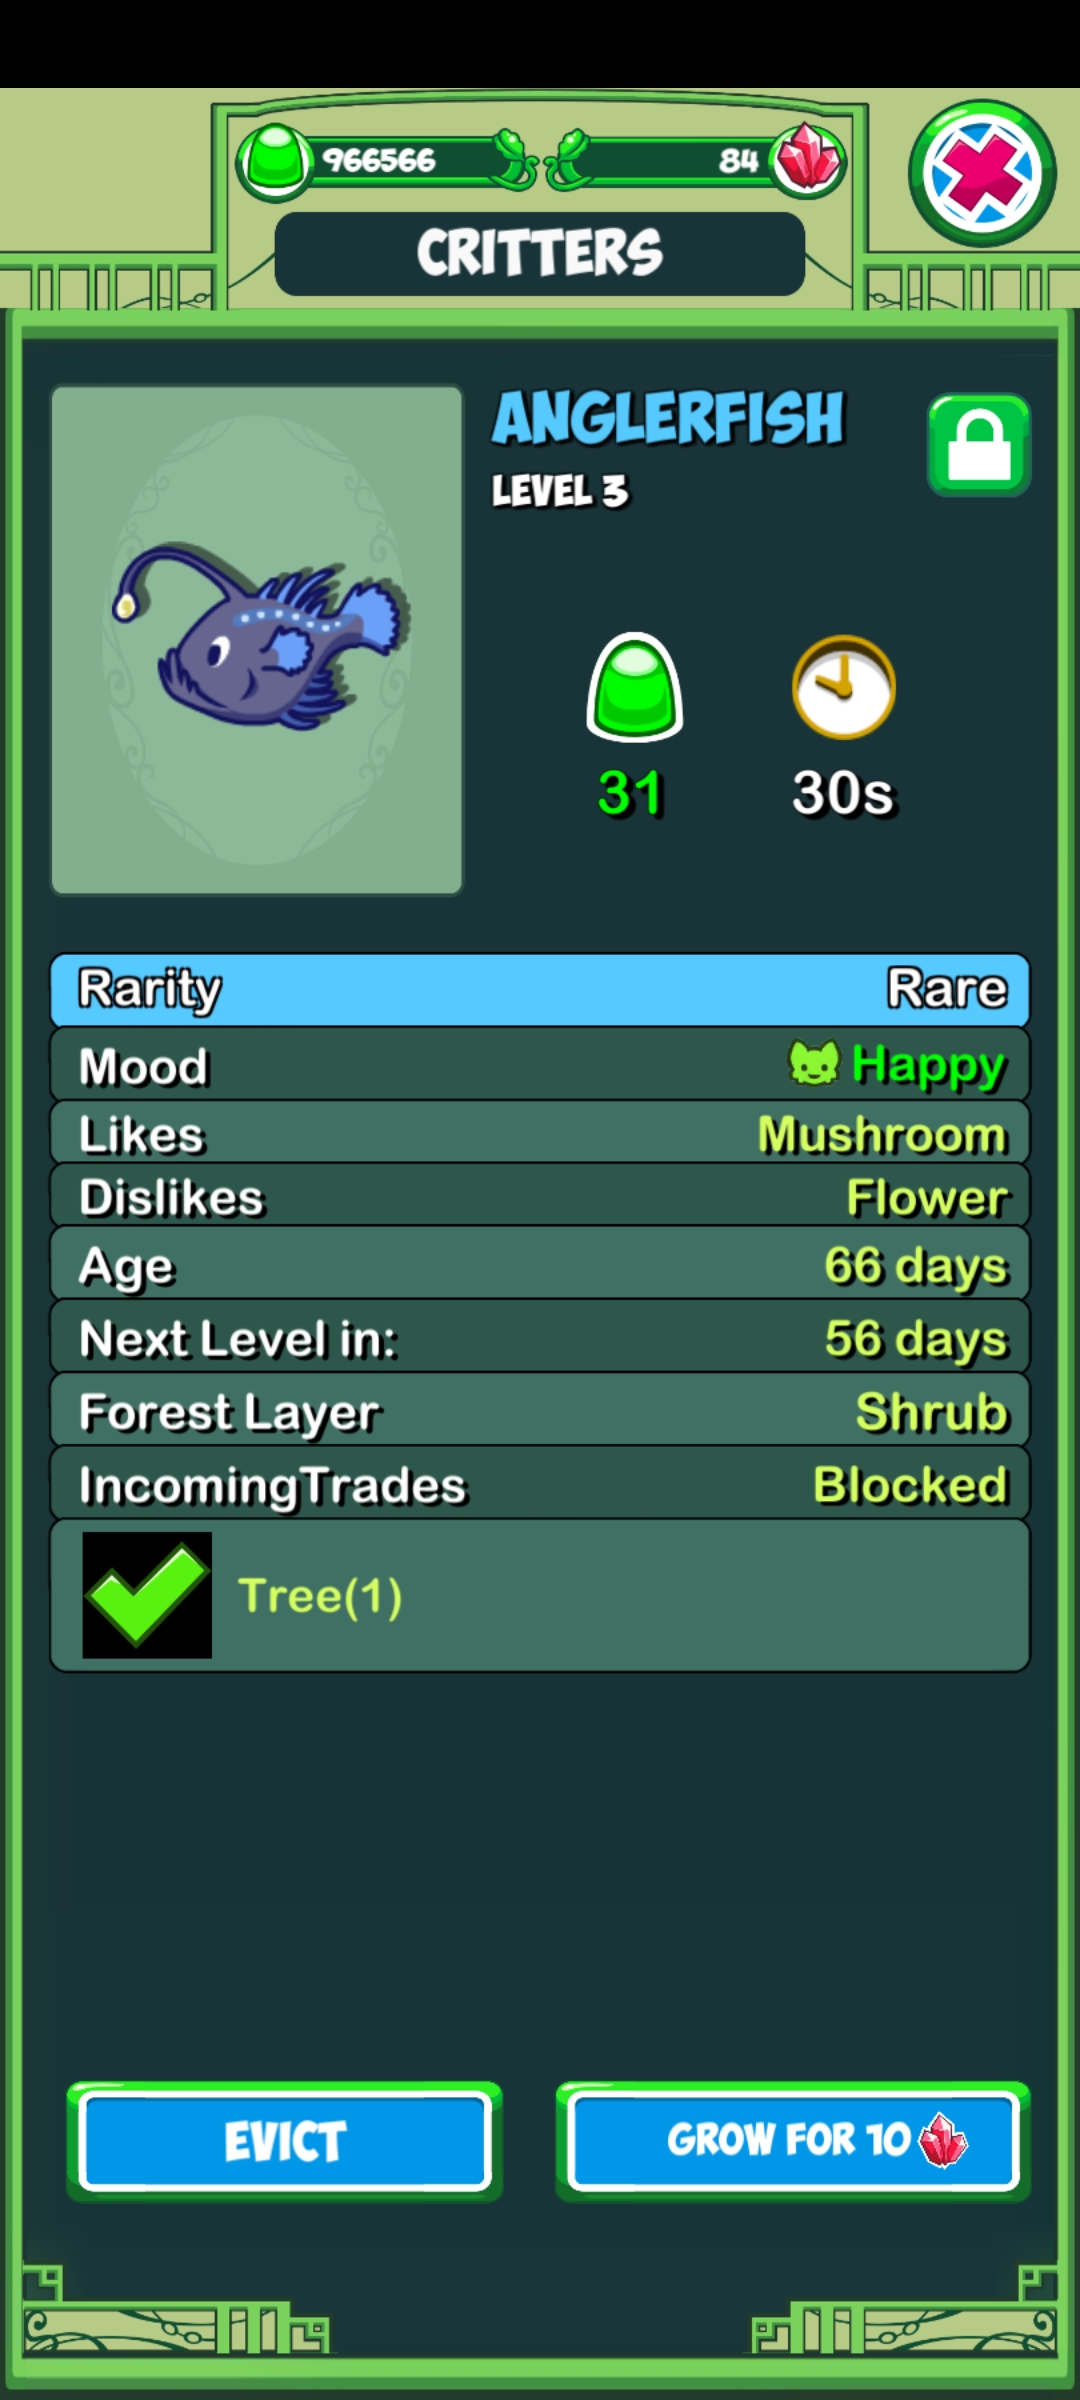 966566 84
CRITTERS
ANGLERFISH
LEVEL 3
31 30s
Rarity Rare
Mood Happy
Likes Mushroom
Dislikes Flower
Age 66 days
Next Level in: 56 days
Forest Layer Shrub
IncomingTrades Blocked
Tree(1)
EVICT GROW FOR 10